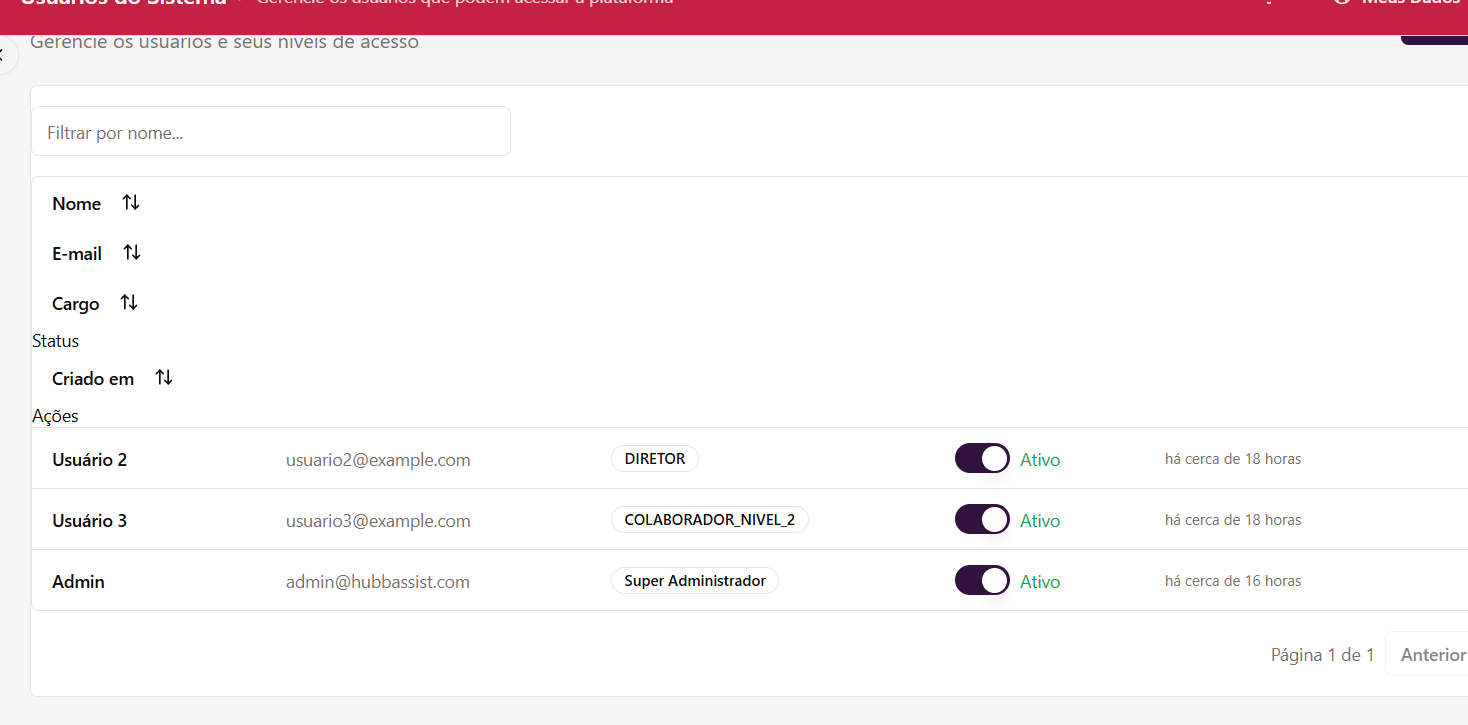 Usuários do Sistema Gerencie os usuários que podem acessar a plataforma Meus Dados
Gerencie os usuários e seus níveis de acesso
Filtrar por nome...
Nome
E-mail
Cargo
Status
Criado em
Ações
Usuário 2 usuario2@example.com DIRETOR Ativo há cerca de 18 horas
Usuário 3 usuario3@example.com COLABORADOR_NIVEL_2 Ativo há cerca de 18 horas
Admin admin@hubbassist.com Super Administrador Ativo há cerca de 16 horas
Página 1 de 1 Anterior